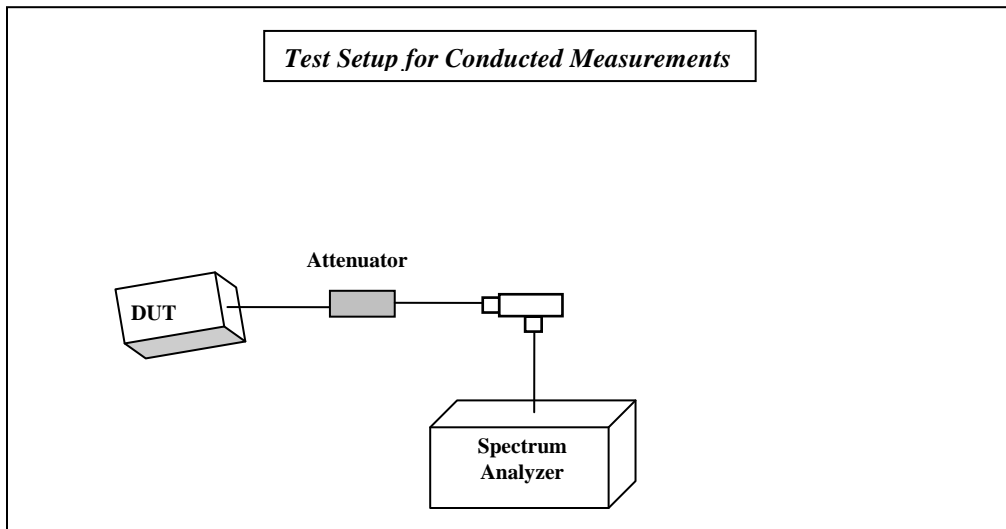 Test Setup for Conducted Measurements
Attenuator
DUT
Spectrum
Analyzer